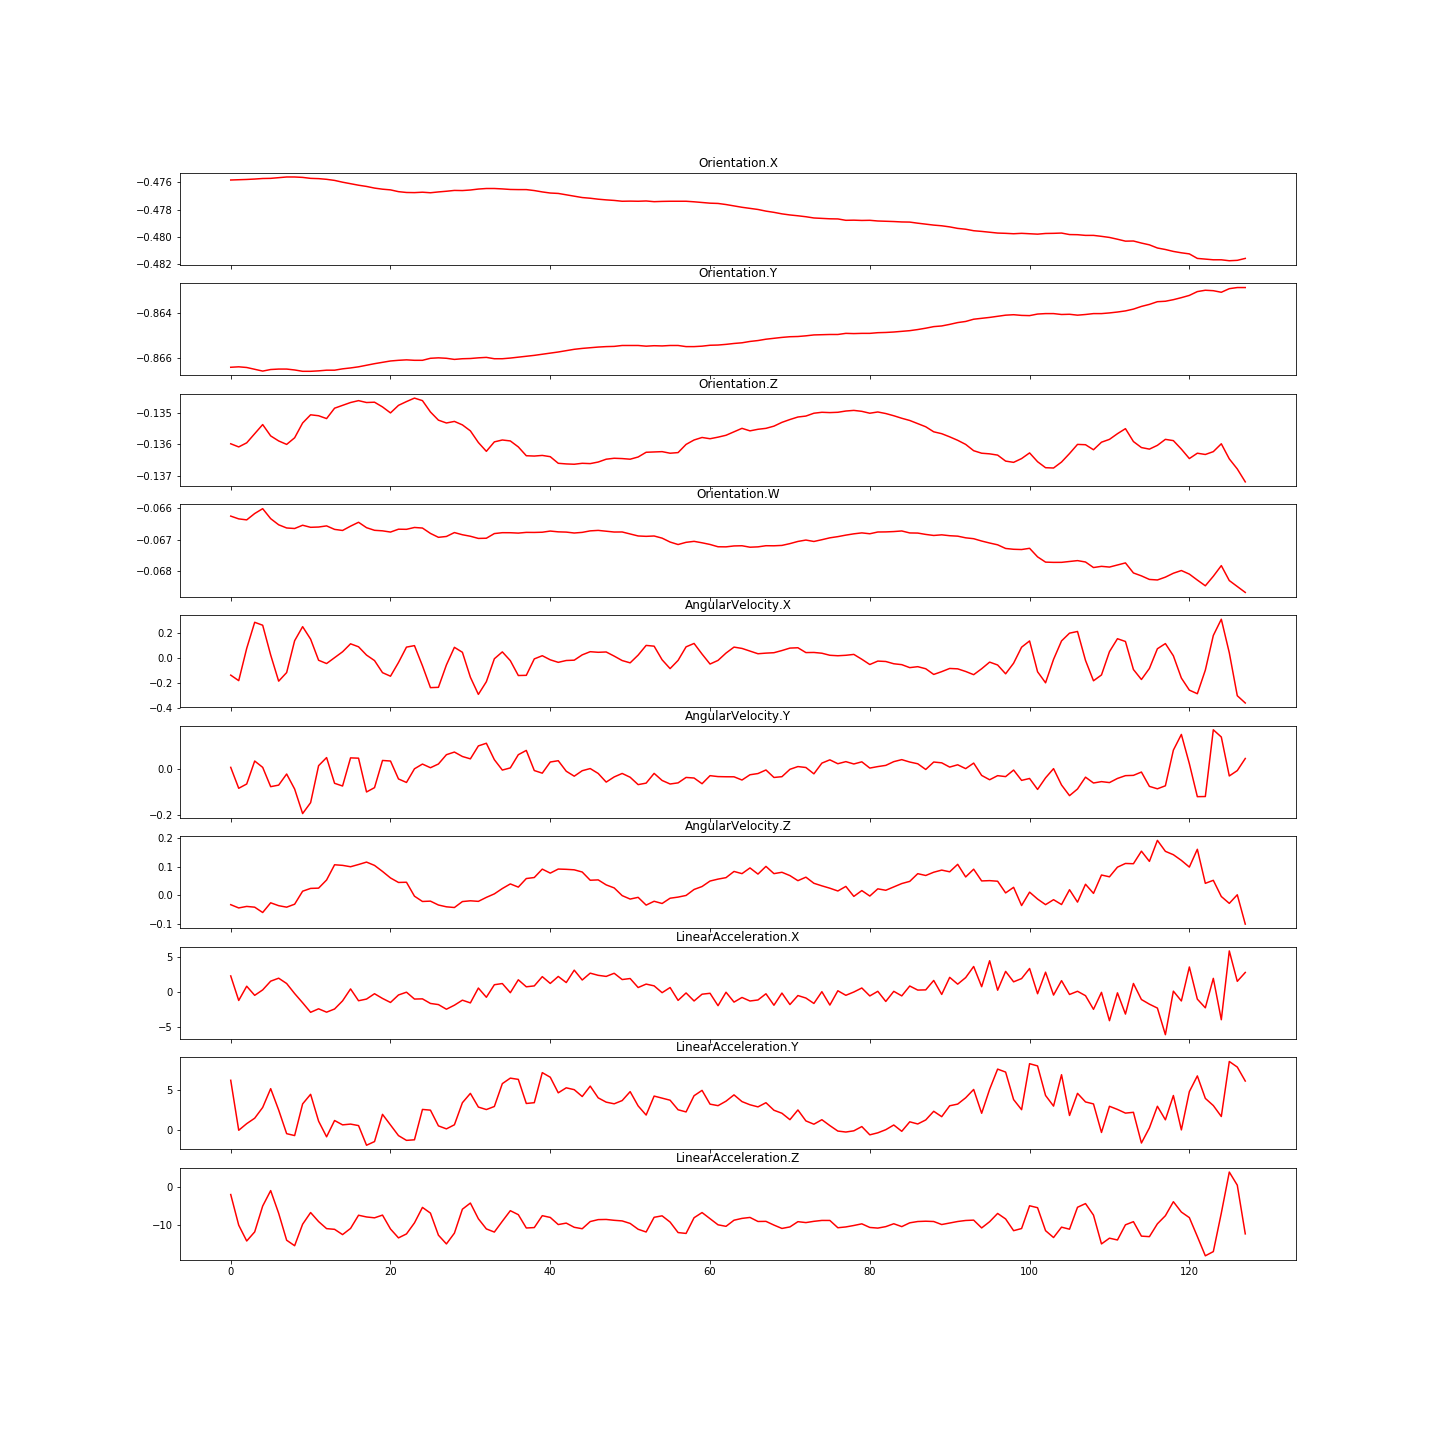 Orientation.X
−0.476
−0.478
−0.480
−0.482
Orientation.Y
−0.864
−0.866
Orientation.Z
−0.135
−0.136
−0.137
Orientation.W
−0.066
−0.067
−0.068
AngularVelocity.X
0.2
0.0
−0.2
−0.4
AngularVelocity.Y
0.0
−0.2
AngularVelocity.Z
0.2
0.1
0.0
−0.1
LinearAcceleration.X
5
0
−5
LinearAcceleration.Y
5
0
LinearAcceleration.Z
0
−10
0 20 40 60 80 100 120